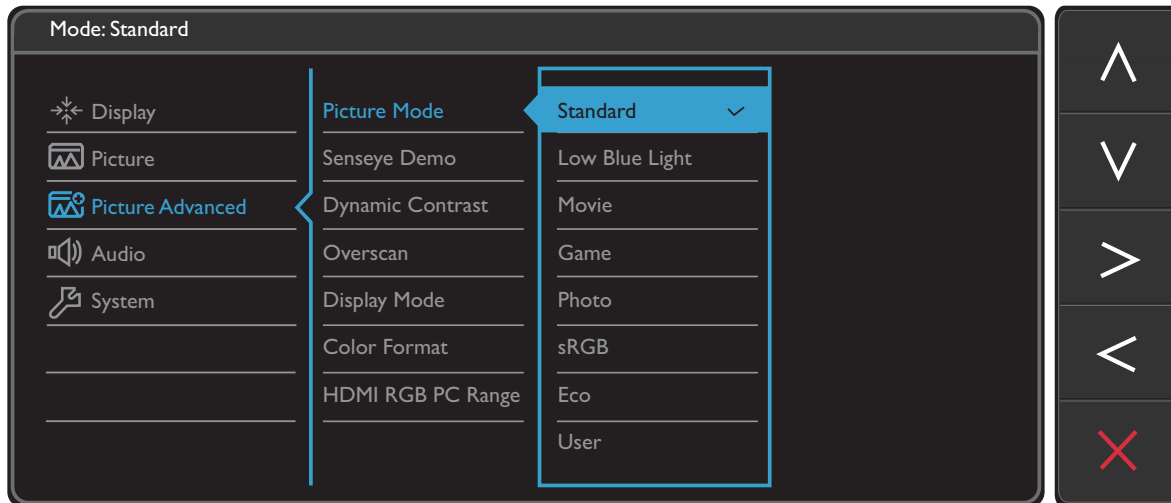 Mode: Standard
Display
Picture
Picture Advanced
Audio
System
Picture Mode
Senseye Demo
Dynamic Contrast
Overscan
Display Mode
Color Format
HDMI RGB PC Range
Standard
Low Blue Light
Movie
Game
Photo
sRGB
Eco
User